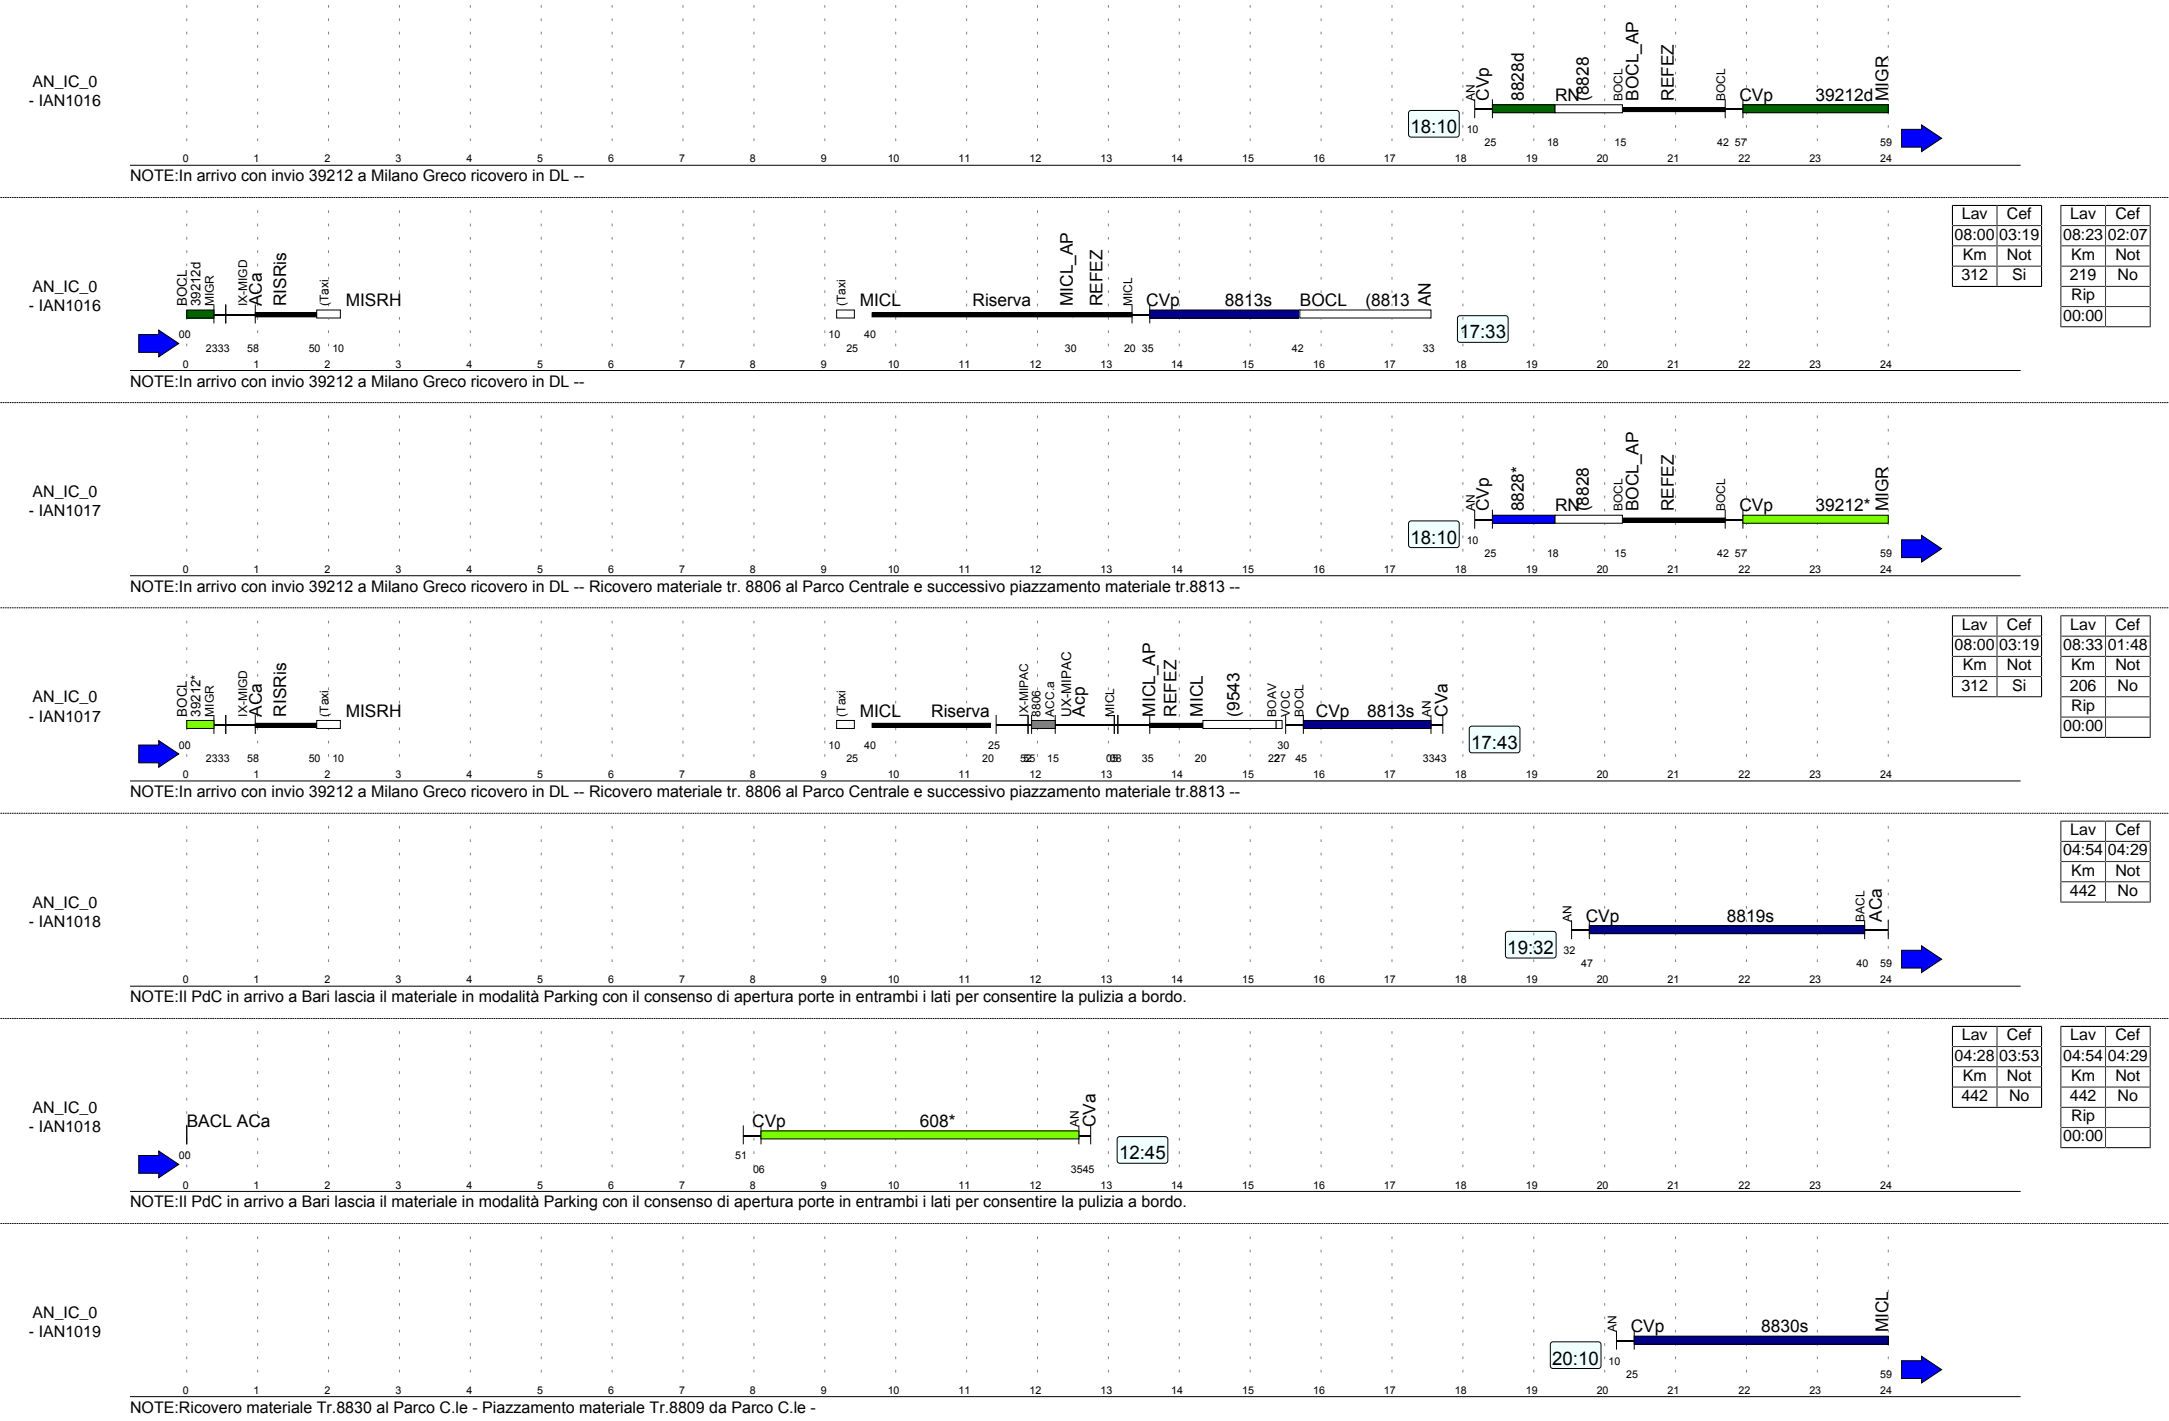 AN_IC_0
- IAN1016
18:10
AN CVp 8828d RN (8828 BOCL BOCL_AP REFEZ BOCL CVp 39212d MIGR
10 25 18 15 42 57 59
0 1 2 3 4 5 6 7 8 9 10 11 12 13 14 15 16 17 18 19 20 21 22 23 24
NOTE:In arrivo con invio 39212 a Milano Greco ricovero in DL --
AN_IC_0
- IAN1016
BOCL 39212d MIGR IX-MIGD ACa RISRis (Taxi MISRH (Taxi MICL Riserva MICL_AP REFEZ MICL CVp 8813s BOCL (8813 AN
17:33
00 2333 58 50 10 10 25 40 30 20 35 42 33
0 1 2 3 4 5 6 7 8 9 10 11 12 13 14 15 16 17 18 19 20 21 22 23 24
NOTE:In arrivo con invio 39212 a Milano Greco ricovero in DL --
Lav Cef Lav Cef
08:00 03:19 08:23 02:07
Km Not Km Not
312 Si 219 No
Rip
00:00
AN_IC_0
- IAN1017
18:10
AN CVp 8828* RN (8828 BOCL BOCL_AP REFEZ BOCL CVp 39212* MIGR
10 25 18 15 42 57 59
0 1 2 3 4 5 6 7 8 9 10 11 12 13 14 15 16 17 18 19 20 21 22 23 24
NOTE:In arrivo con invio 39212 a Milano Greco ricovero in DL -- Ricovero materiale tr. 8806 al Parco Centrale e successivo piazzamento materiale tr.8813 --
AN_IC_0
- IAN1017
BOCL 39212* MIGR IX-MIGD ACa RISRis (Taxi MISRH (Taxi MICL Riserva IX-MIPAC 8806- ACC.a UX-MIPAC Acp MICL MICL_AP REFEZ MICL (9543 BOAV VOC BOCL CVp 8813s AN CVa
17:43
00 2333 58 50 10 10 25 40 20 25 15 35 20 30 45 3343
0 1 2 3 4 5 6 7 8 9 10 11 12 13 14 15 16 17 18 19 20 21 22 23 24
NOTE:In arrivo con invio 39212 a Milano Greco ricovero in DL -- Ricovero materiale tr. 8806 al Parco Centrale e successivo piazzamento materiale tr.8813 --
Lav Cef Lav Cef
08:00 03:19 08:33 01:48
Km Not Km Not
312 Si 206 No
Rip
00:00
AN_IC_0
- IAN1018
19:32
AN CVp 8819s BACL ACa
32 47 40 59
0 1 2 3 4 5 6 7 8 9 10 11 12 13 14 15 16 17 18 19 20 21 22 23 24
NOTE:Il PdC in arrivo a Bari lascia il materiale in modalità Parking con il consenso di apertura porte in entrambi i lati per consentire la pulizia a bordo.
Lav Cef
04:54 04:29
Km Not
442 No
AN_IC_0
- IAN1018
BACL ACa CVp 608* AN CVa
12:45
00 51 06 3545
0 1 2 3 4 5 6 7 8 9 10 11 12 13 14 15 16 17 18 19 20 21 22 23 24
NOTE:Il PdC in arrivo a Bari lascia il materiale in modalità Parking con il consenso di apertura porte in entrambi i lati per consentire la pulizia a bordo.
Lav Cef Lav Cef
04:28 03:53 04:54 04:29
Km Not Km Not
442 No 442 No
Rip
00:00
AN_IC_0
- IAN1019
20:10
AN CVp 8830s MICL
10 25 59
0 1 2 3 4 5 6 7 8 9 10 11 12 13 14 15 16 17 18 19 20 21 22 23 24
NOTE:Ricovero materiale Tr.8830 al Parco C.le - Piazzamento materiale Tr.8809 da Parco C.le -